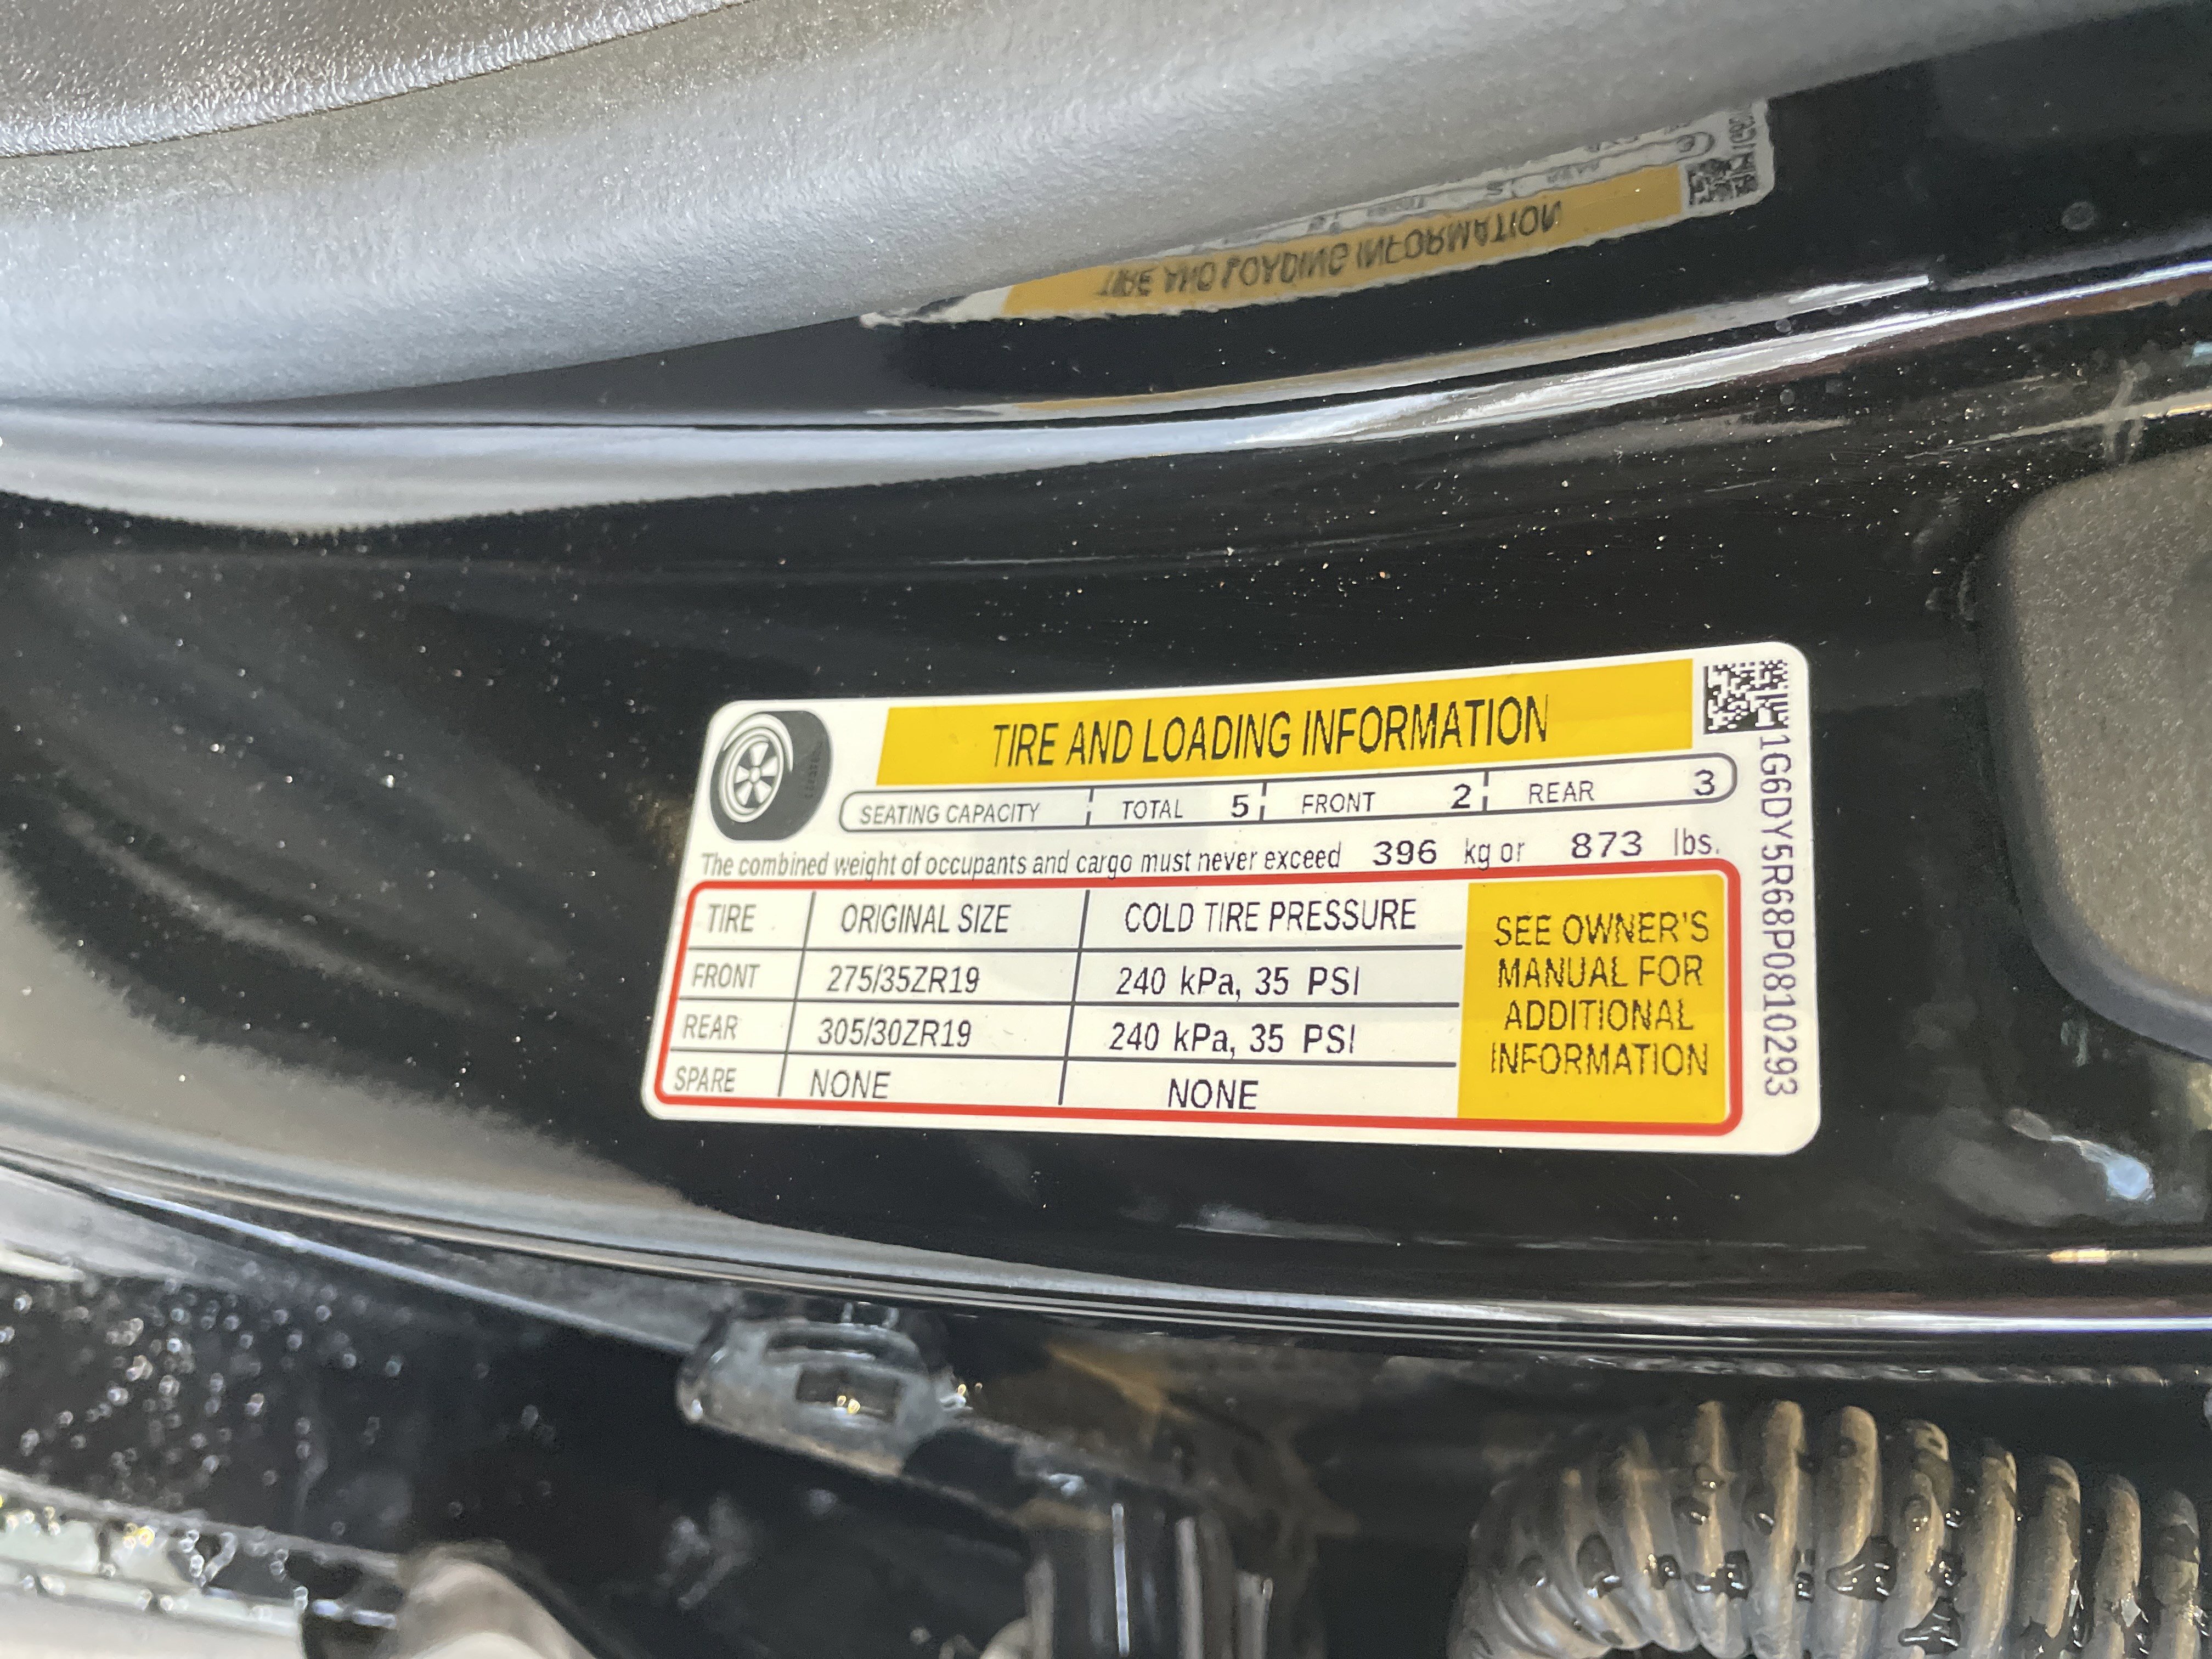 TIRE AND LOADING INFORMATION
SEATING CAPACITY TOTAL 5 FRONT 2 REAR 3
The combined weight of occupants and cargo must never exceed 396 kg or 873 lbs.
TIRE ORIGINAL SIZE COLD TIRE PRESSURE
FRONT 275/35ZR19 240 kPa, 35 PSI
REAR 305/30ZR19 240 kPa, 35 PSI
SPARE NONE NONE
SEE OWNER'S
MANUAL FOR
ADDITIONAL
INFORMATION
1G6DY5R68P0810293
TIRE AND LOADING INFORMATION